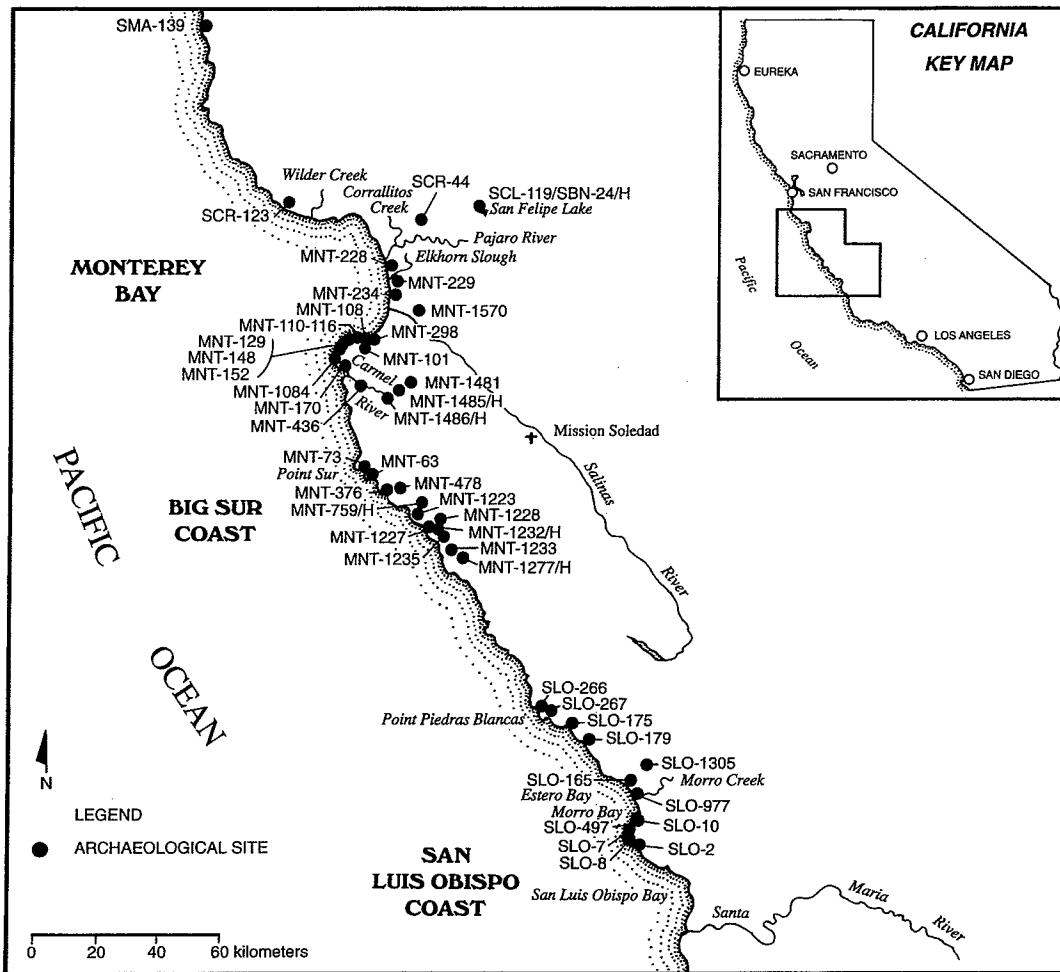 SMA-139
CALIFORNIA
KEY MAP
EUREKA
SACRAMENTO
SAN FRANCISCO
Pacific
Ocean
LOS ANGELES
SAN DIEGO
Wilder Creek
Corrallitos
Creek
SCR-44
SCL-119/SBN-24/H
San Felipe Lake
SCR-123
Pajaro River
MNT-228
Elkhorn Slough
MONTEREY
BAY
MNT-229
MNT-234
MNT-108
MNT-1570
MNT-110-116
MNT-298
MNT-129
MNT-148
MNT-101
MNT-152
Carmel
River
MNT-1084
MNT-1481
MNT-170
MNT-1485/H
MNT-436
MNT-1486/H
Mission Soledad
Salinas
River
MNT-73
MNT-63
Point Sur
MNT-478
MNT-376
BIG SUR
COAST
MNT-1223
MNT-759/H
MNT-1228
MNT-1232/H
MNT-1227
MNT-1233
MNT-1235
MNT-1277/H
PACIFIC
OCEAN
SLO-266
SLO-267
Point Piedras Blancas
SLO-175
SLO-179
SLO-1305
SLO-165
Morro Creek
Estero Bay
SLO-977
Morro Bay
SLO-10
SLO-497
SLO-7
SLO-2
SLO-8
N
LEGEND
ARCHAEOLOGICAL SITE
SAN
LUIS OBISPO
COAST
San Luis Obispo Bay
Santa
Maria
River
0 20 40 60 kilometers